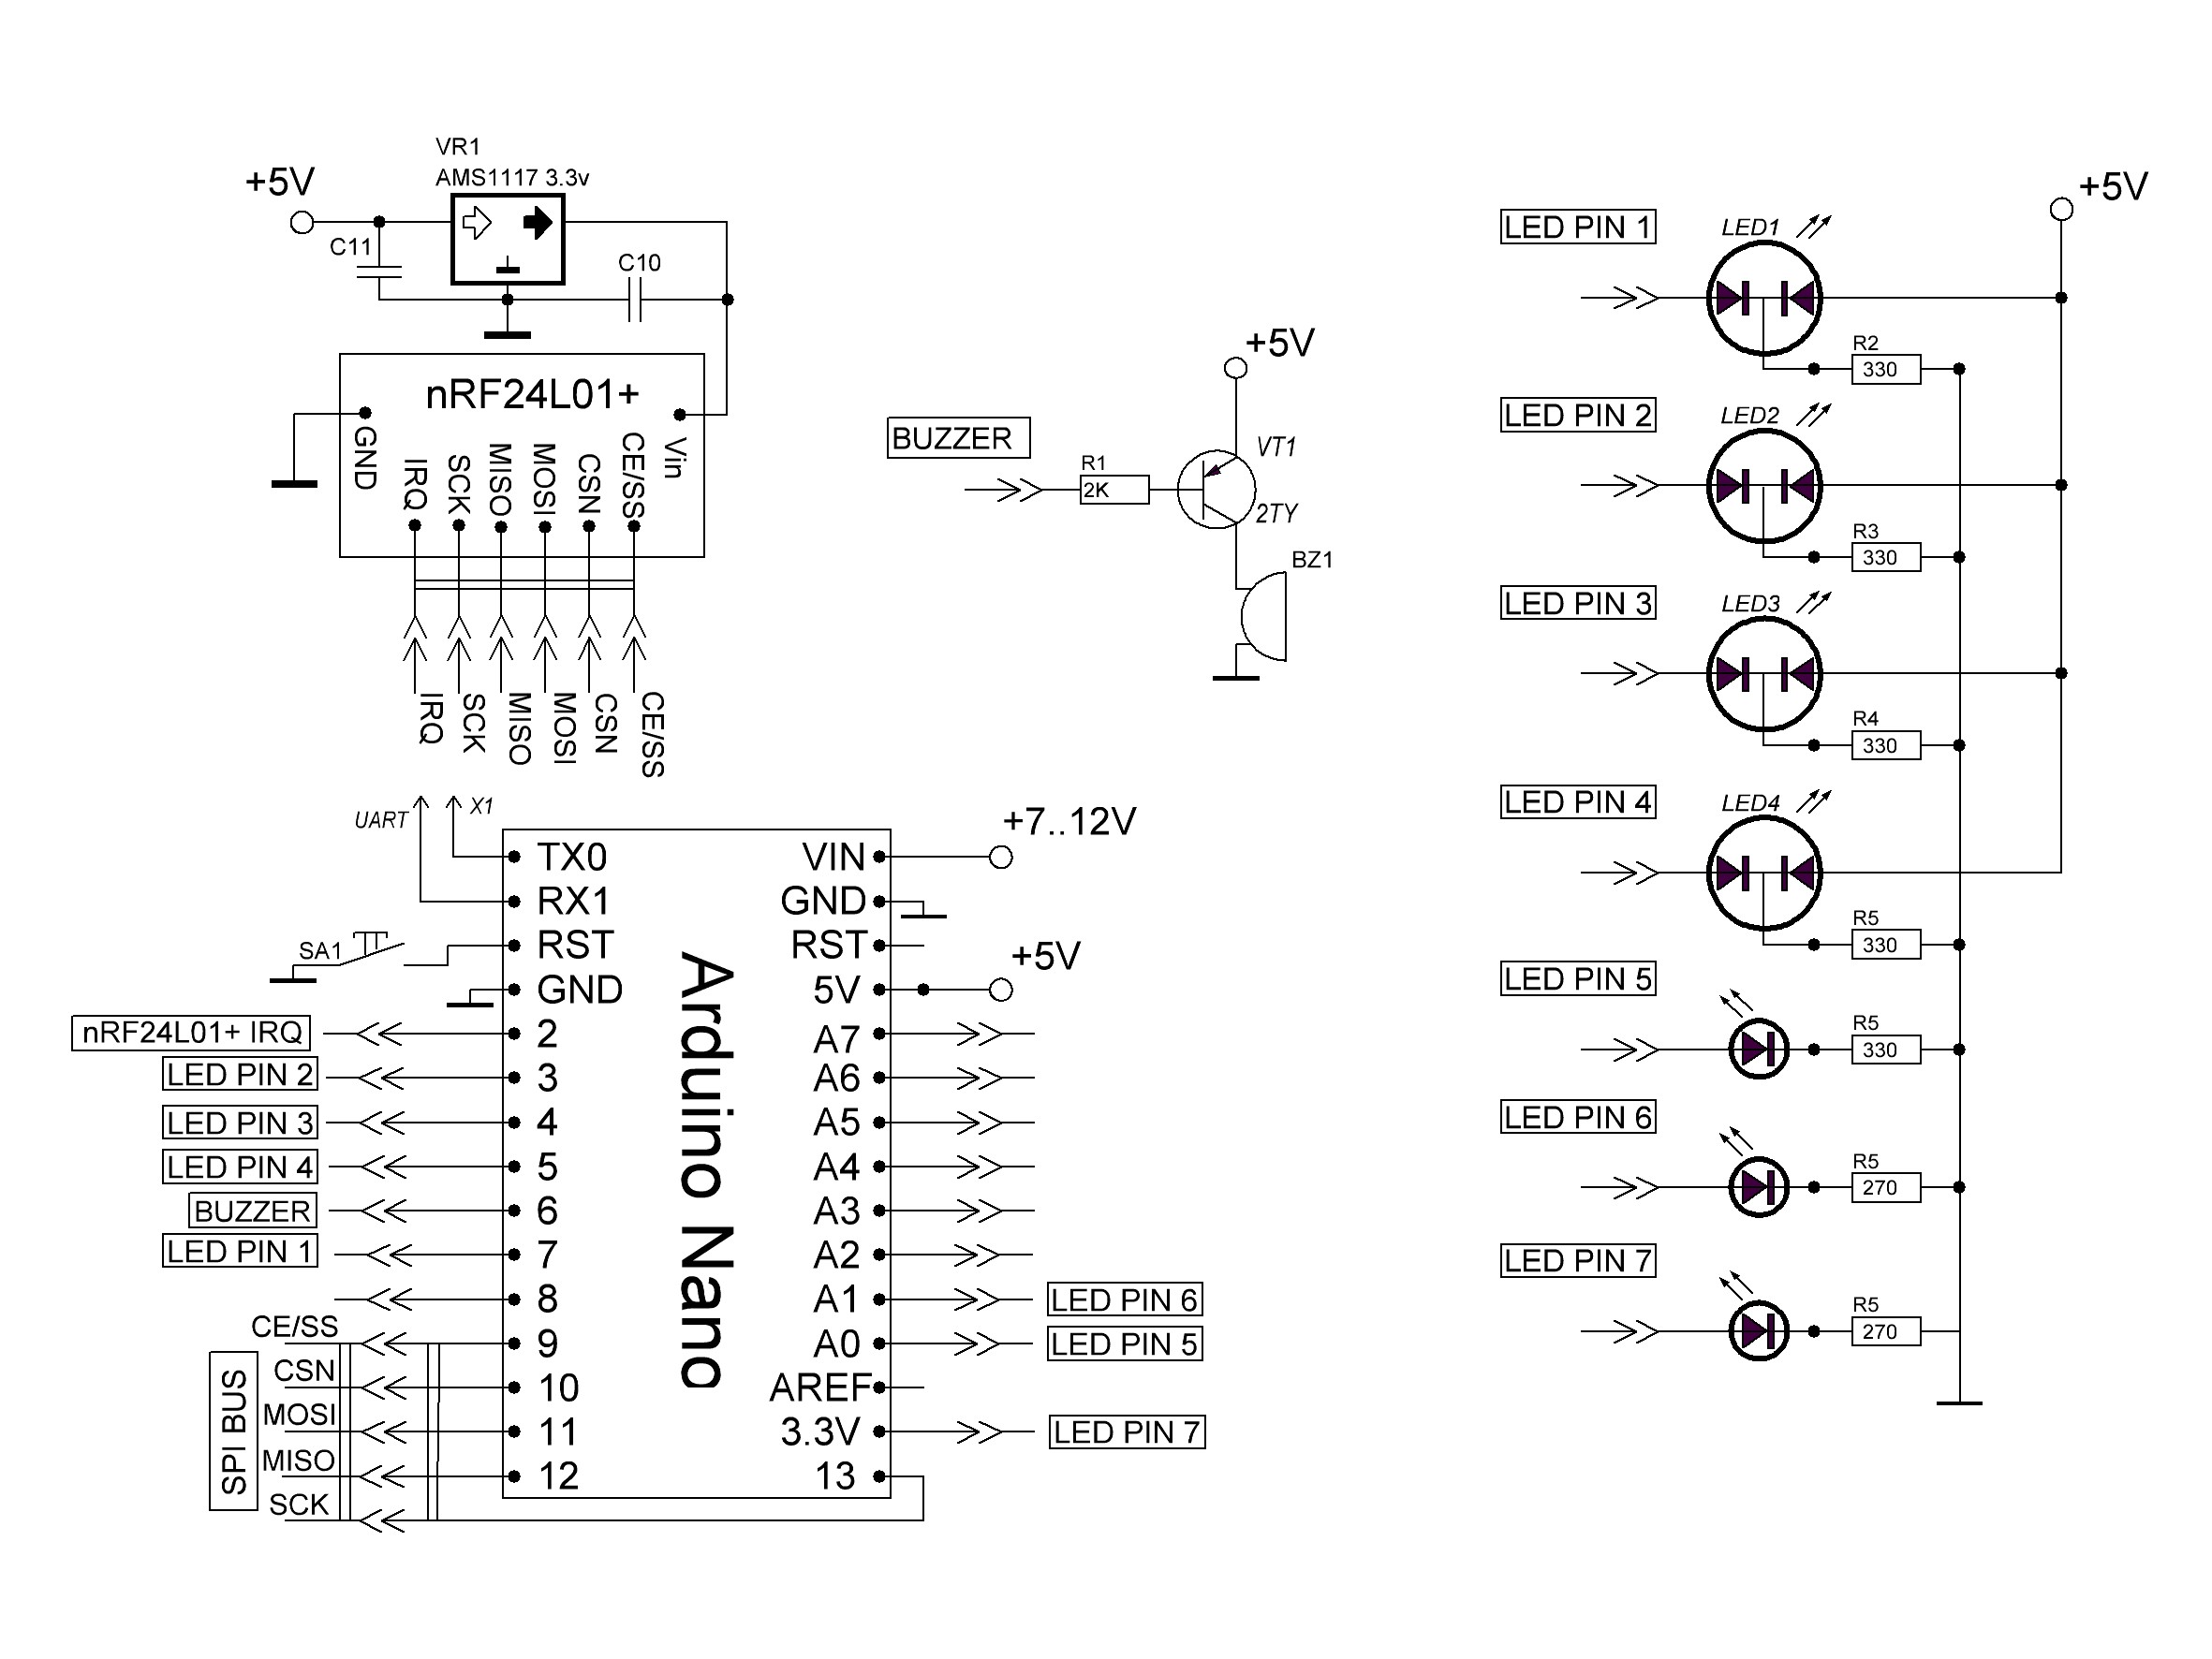 VR1
AMS1117 3.3v
+5V
C11
C10
nRF24L01+
GND
IRQ
SCK
MISO
MOSI
CSN
CE/SS
Vin
IRQ
SCK
MISO
MOSI
CSN
CE/SS
+5V
BUZZER
R1
2K
VT1
2TY
BZ1
UART
X1
Arduino Nano
TX0
RX1
RST
GND
2
3
4
5
6
7
8
9
10
11
12
VIN
GND
RST
5V
A7
A6
A5
A4
A3
A2
A1
A0
AREF
3.3V
13
SA1
nRF24L01+ IRQ
LED PIN 2
LED PIN 3
LED PIN 4
BUZZER
LED PIN 1
SPI BUS
CE/SS
CSN
MOSI
MISO
SCK
+7..12V
+5V
LED PIN 6
LED PIN 5
LED PIN 7
+5V
LED PIN 1
LED1
R2
330
LED PIN 2
LED2
R3
330
LED PIN 3
LED3
R4
330
LED PIN 4
LED4
R5
330
LED PIN 5
R5
330
LED PIN 6
R5
270
LED PIN 7
R5
270